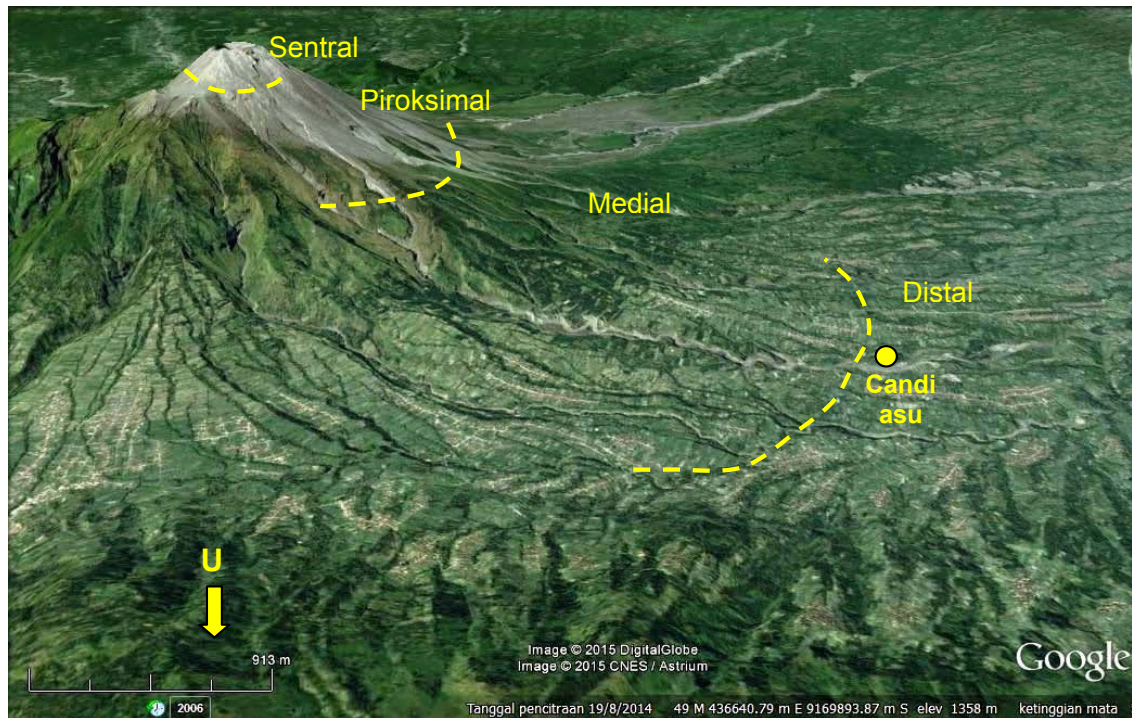 Sentral
Piroksimal
Medial
Distal
Candi
asu
U
913 m
Image © 2015 DigitalGlobe
Image © 2015 CNES / Astrium
Google
2006
Tanggal pencitraan 19/8/2014 49 M 436640.79 m E 9169893.87 m S elev 1358 m ketinggian mata